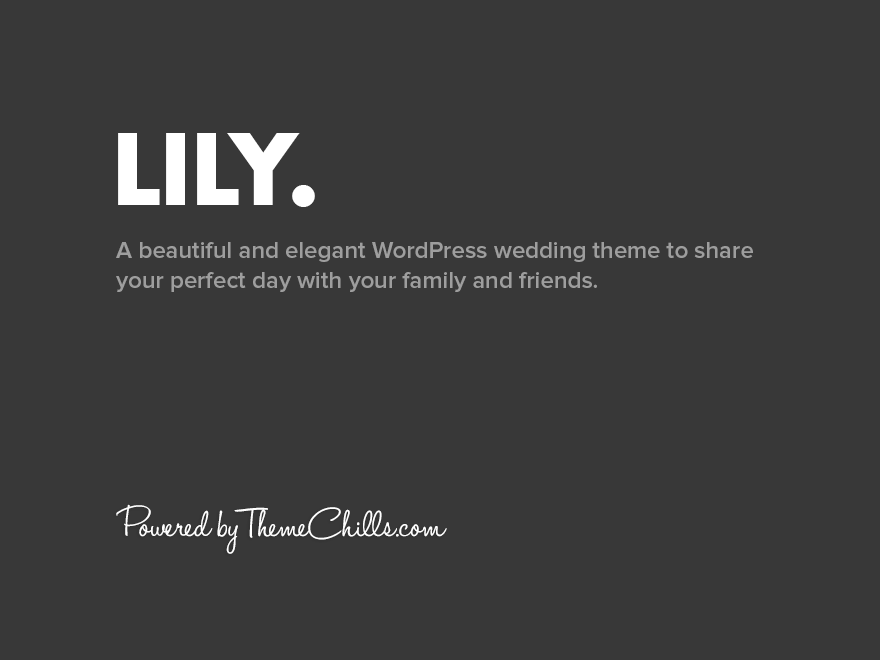 LILY.
A beautiful and elegant WordPress wedding theme to share
your perfect day with your family and friends.
Powered by ThemeChills.com